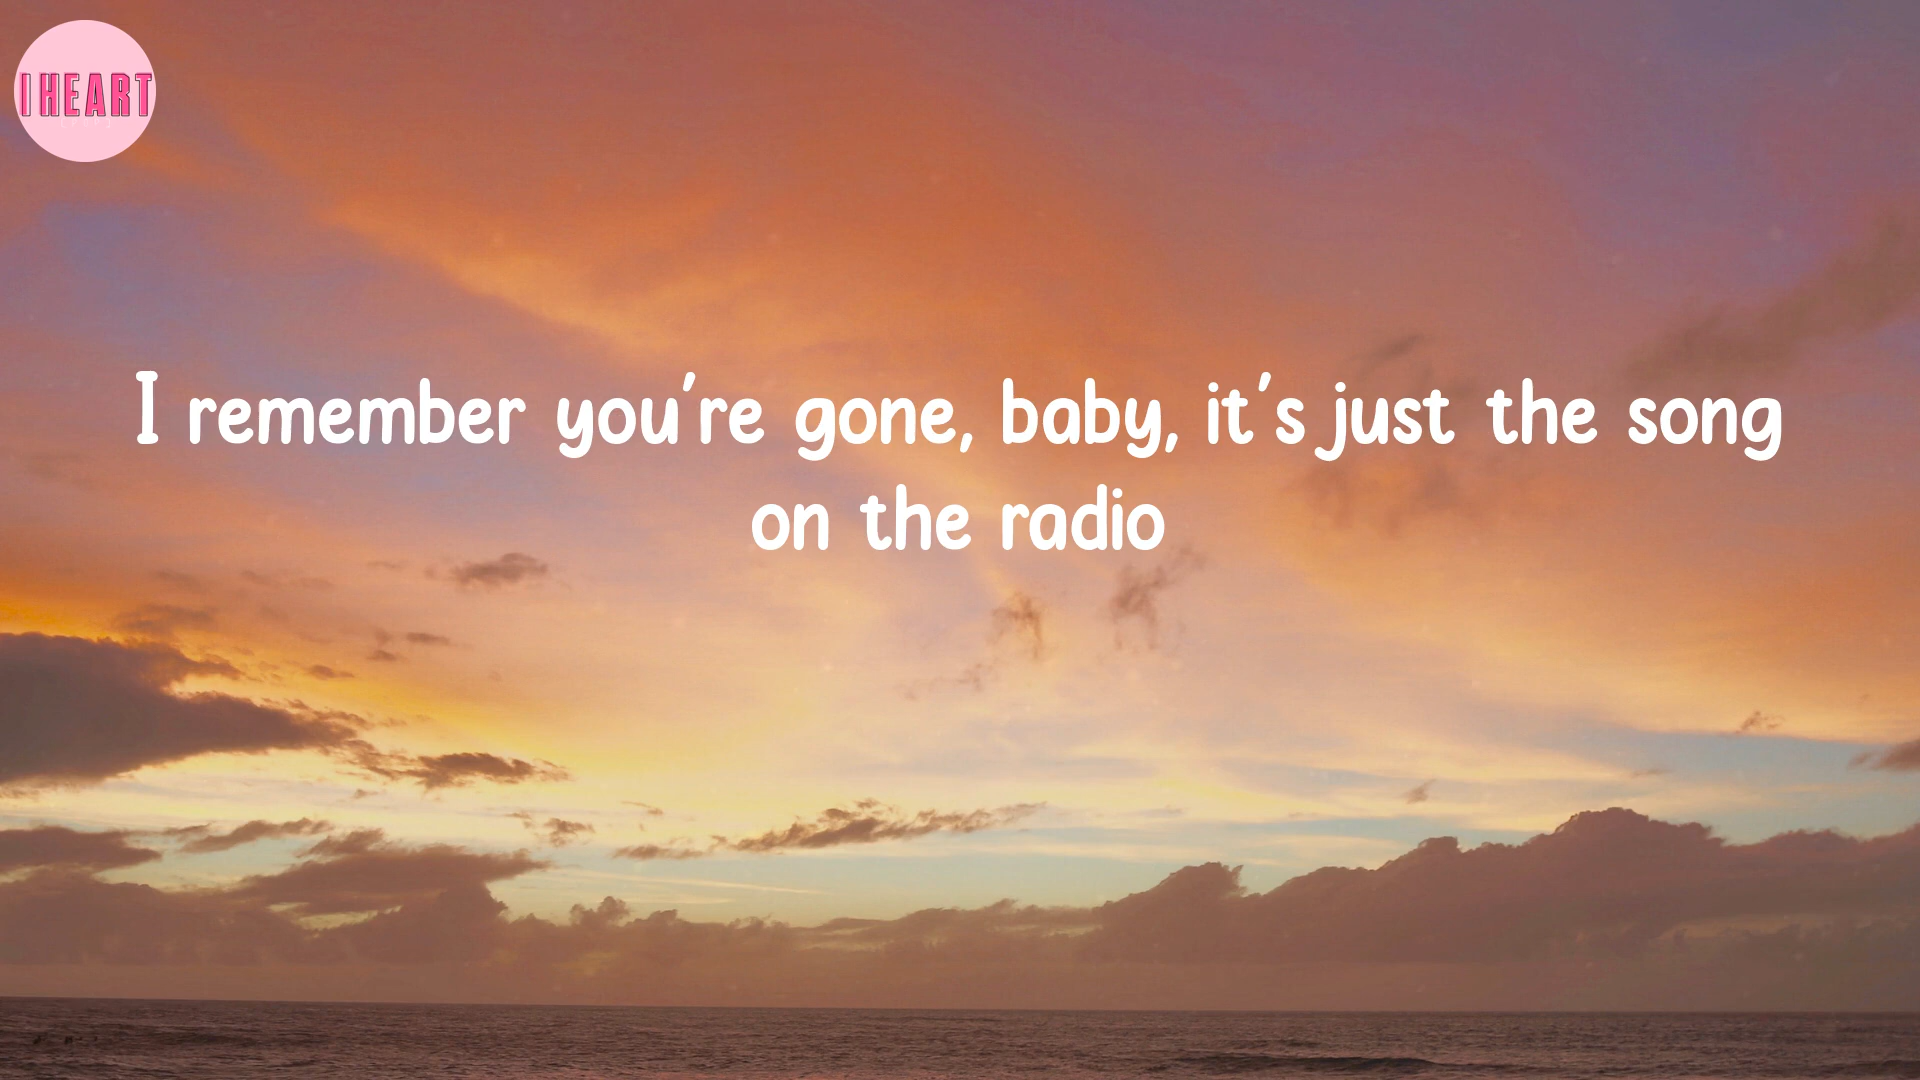 I HEART
I remember you're gone, baby, it's just the song
on the radio